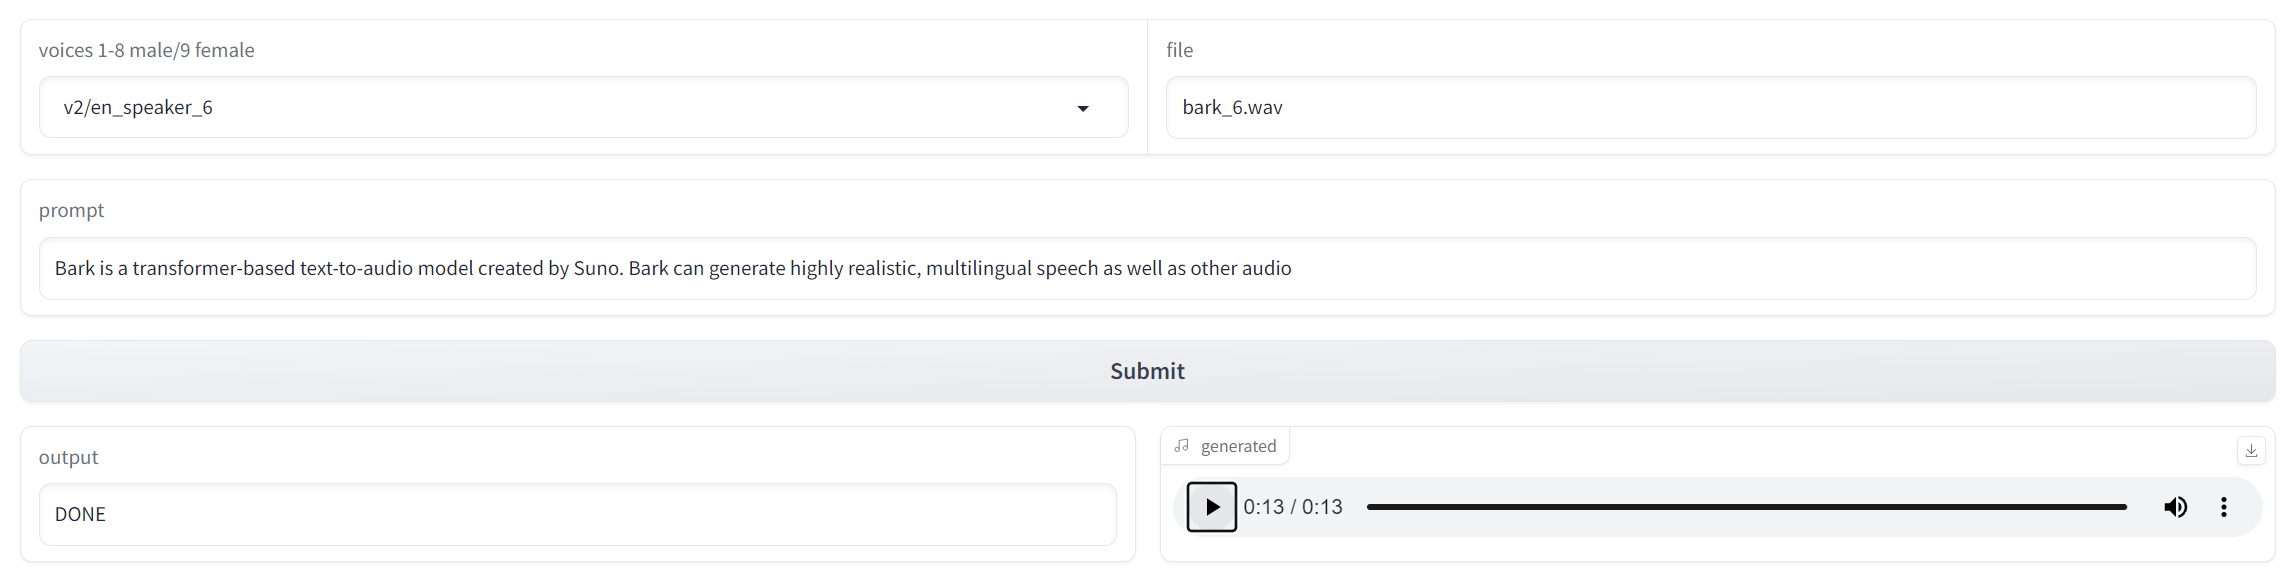 voices 1-8 male/9 female
v2/en_speaker_6
file
bark_6.wav
prompt
Bark is a transformer-based text-to-audio model created by Suno. Bark can generate highly realistic, multilingual speech as well as other audio
Submit
output
DONE
generated
0:13 / 0:13